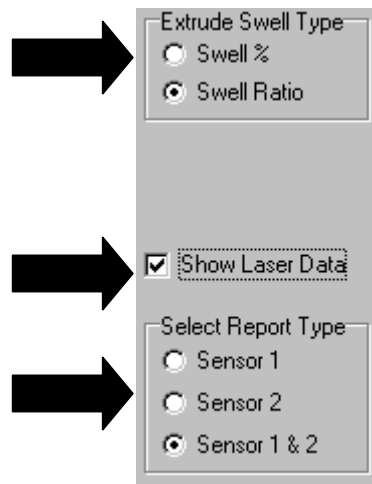 Extrude Swell Type
Swell %
Swell Ratio
Show Laser Data
Select Report Type
Sensor 1
Sensor 2
Sensor 1 & 2